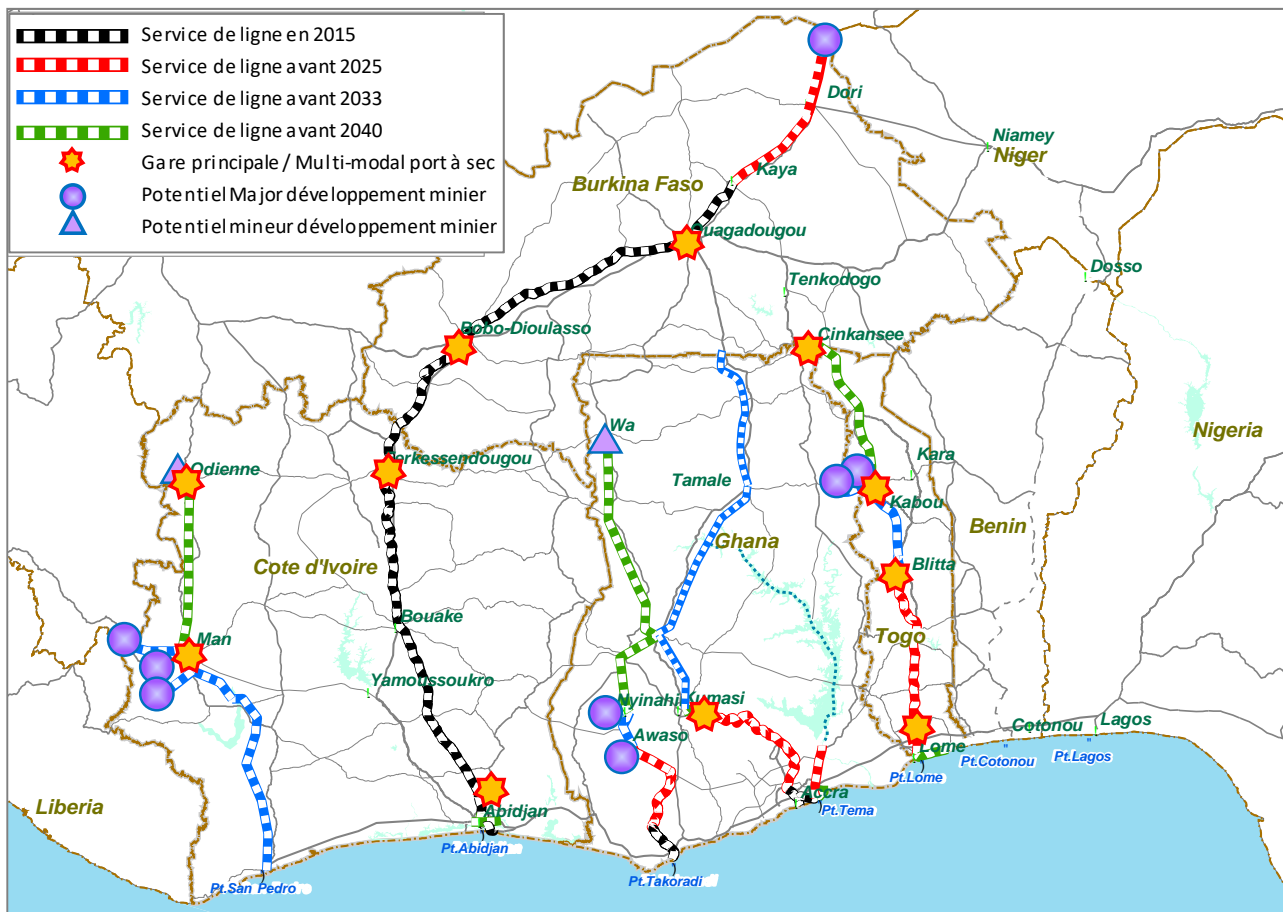 Service de ligne en 2015
Service de ligne avant 2025
Service de ligne avant 2033
Service de ligne avant 2040
Gare principale / Multi-modal port à sec
Potentiel Major développement minier
Potentiel mineur développement minier
Dori
Niamey
Niger
Kaya
Burkina Faso
uagadougou
Dosso
Tenkodogo
Bobo-Dioulasso
Cinkansee
Wa
Nigeria
Odienne
erkessendougou
Tamale
Kara
Kabou
Benin
Ghana
Cote d'Ivoire
Blitta
Bouake
Man
Togo
Yamoussoukro
Nyinahi
Kumasi
Awaso
Cotonou
Lagos
Lome
Pt.Cotonou
Pt.Lagos
Pt.Lome
Liberia
Accra
Pt.Tema
Abidjan
Pt.Abidjan
Pt.San Pedro
Pt.Takoradi